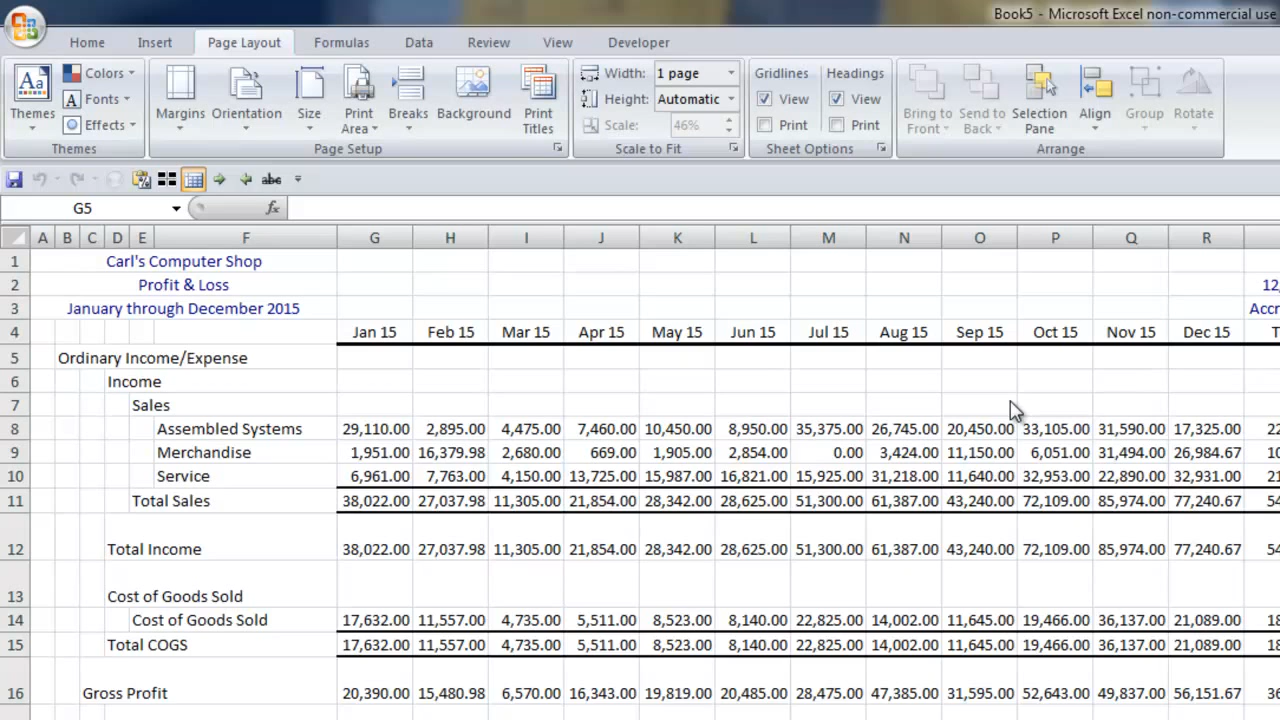 Book5 - Microsoft Excel non-commercial use
Home Insert Page Layout Formulas Data Review View Developer
Aa Colors Width: 1 page Gridlines Headings
A Fonts Height: Automatic View View
Themes Effects Margins Orientation Size Print Area Breaks Background Print Titles Scale: 46% Print Print Bring to Front Send to Back Selection Pane Align Group Rotate
Themes Page Setup Scale to Fit Sheet Options Arrange
abc
G5 fx
A B C D E F G H I J K L M N O P Q R
1 Carl's Computer Shop
2 Profit & Loss 12,
3 January through December 2015 Accr
4 Jan 15 Feb 15 Mar 15 Apr 15 May 15 Jun 15 Jul 15 Aug 15 Sep 15 Oct 15 Nov 15 Dec 15 T
5 Ordinary Income/Expense
6 Income
7 Sales
8 Assembled Systems 29,110.00 2,895.00 4,475.00 7,460.00 10,450.00 8,950.00 35,375.00 26,745.00 20,450.00 33,105.00 31,590.00 17,325.00 22
9 Merchandise 1,951.00 16,379.98 2,680.00 669.00 1,905.00 2,854.00 0.00 3,424.00 11,150.00 6,051.00 31,494.00 26,984.67 10
10 Service 6,961.00 7,763.00 4,150.00 13,725.00 15,987.00 16,821.00 15,925.00 31,218.00 11,640.00 32,953.00 22,890.00 32,931.00 21
11 Total Sales 38,022.00 27,037.98 11,305.00 21,854.00 28,342.00 28,625.00 51,300.00 61,387.00 43,240.00 72,109.00 85,974.00 77,240.67 54
12 Total Income 38,022.00 27,037.98 11,305.00 21,854.00 28,342.00 28,625.00 51,300.00 61,387.00 43,240.00 72,109.00 85,974.00 77,240.67 54
13 Cost of Goods Sold
14 Cost of Goods Sold 17,632.00 11,557.00 4,735.00 5,511.00 8,523.00 8,140.00 22,825.00 14,002.00 11,645.00 19,466.00 36,137.00 21,089.00 18
15 Total COGS 17,632.00 11,557.00 4,735.00 5,511.00 8,523.00 8,140.00 22,825.00 14,002.00 11,645.00 19,466.00 36,137.00 21,089.00 18
16 Gross Profit 20,390.00 15,480.98 6,570.00 16,343.00 19,819.00 20,485.00 28,475.00 47,385.00 31,595.00 52,643.00 49,837.00 56,151.67 36